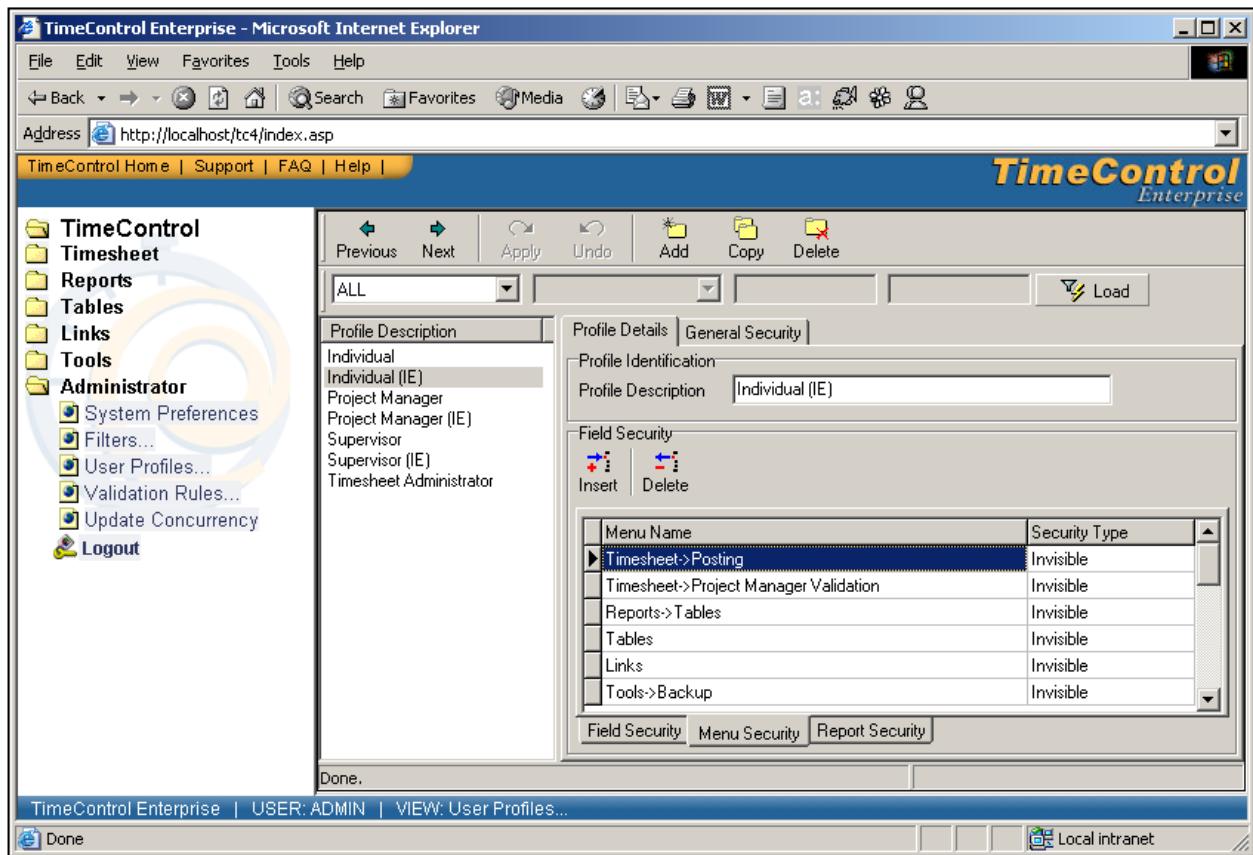 TimeControl Enterprise - Microsoft Internet Explorer
File Edit View Favorites Tools Help
Back Search Favorites Media
Address http://localhost/tc4/index.asp
TimeControl Home | Support | FAQ | Help |
TimeControl
Enterprise
TimeControl
Timesheet
Reports
Tables
Links
Tools
Administrator
System Preferences
Filters...
User Profiles...
Validation Rules...
Update Concurrency
Logout
Previous Next Apply Undo Add Copy Delete
ALL Load
Profile Description
Individual
Individual (IE)
Project Manager
Project Manager (IE)
Supervisor
Supervisor (IE)
Timesheet Administrator
Profile Details General Security
Profile Identification
Profile Description Individual (IE)
Field Security
Insert Delete
Menu Name Security Type
Timesheet->Posting Invisible
Timesheet->Project Manager Validation Invisible
Reports->Tables Invisible
Tables Invisible
Links Invisible
Tools->Backup Invisible
Field Security Menu Security Report Security
Done.
TimeControl Enterprise | USER: ADMIN | VIEW: User Profiles...
Done Local intranet